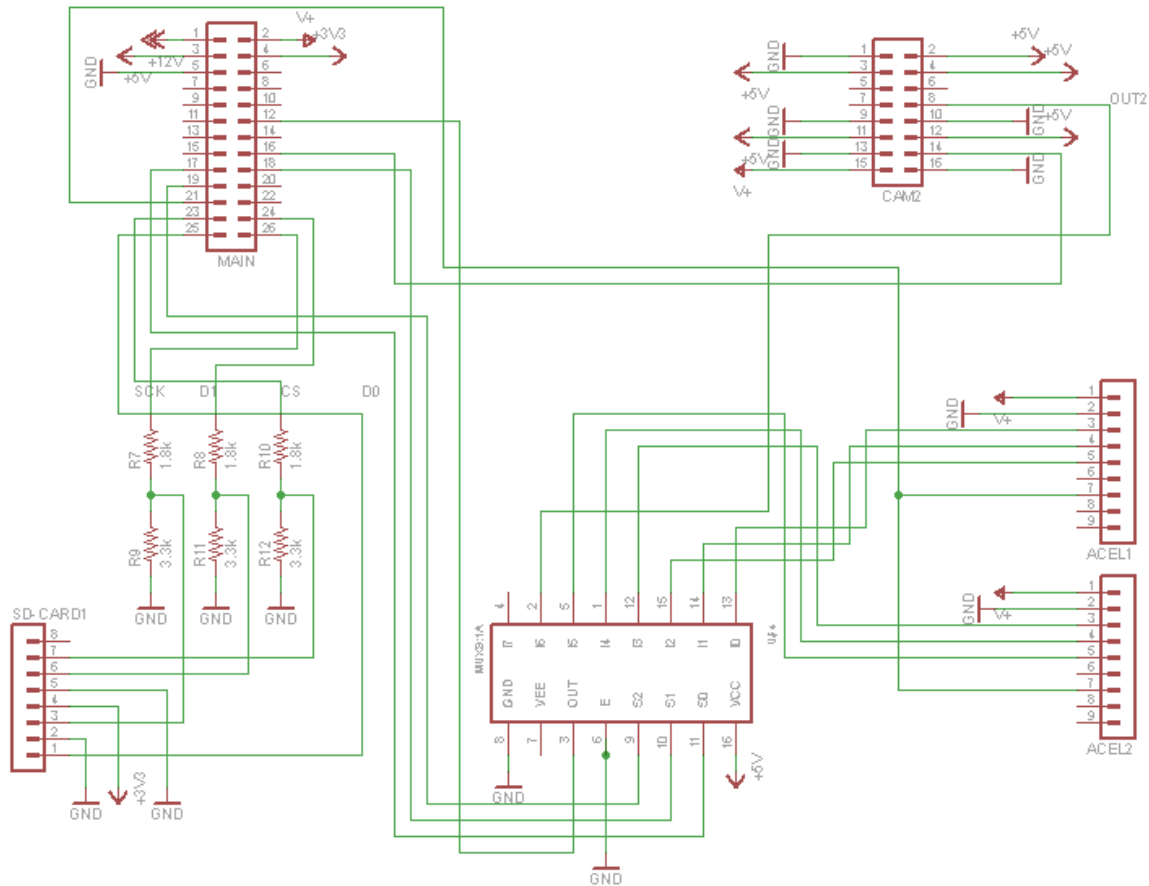 V+
+3V3
1 2
3 4
+12V
5 6
GND
+5V
7 8
9 10
11 12
13 14
15 16
17 18
19 20
21 22
23 24
25 26
MAIN
+5V
+5V
GND
1 2
3 4
+5V
5 6
7 8
OUT2
GND
9 10
GND
+5V
11 12
+5V
GND
13 14
V+
15 16
GND
CAM2
SCK D1 CS D0
R7 1.8k
R8 1.8k
R10 1.8k
R9 3.3k
R11 3.3k
R12 3.3k
GND GND GND
SD-CARD1
8
7
6
5
4
3
2
1
GND +3V3 GND
4 2 5 1 12 15 14 13
I7 I6 I5 I4 I3 I2 I1 I0
GND VEE OUT E S2 S1 S0 VCC
8 7 3 6 9 10 11 16
GND
+5V
GND
GND
V+
1
2
3
4
5
6
7
8
9
ACEL1
GND
V+
1
2
3
4
5
6
7
8
9
ACEL2